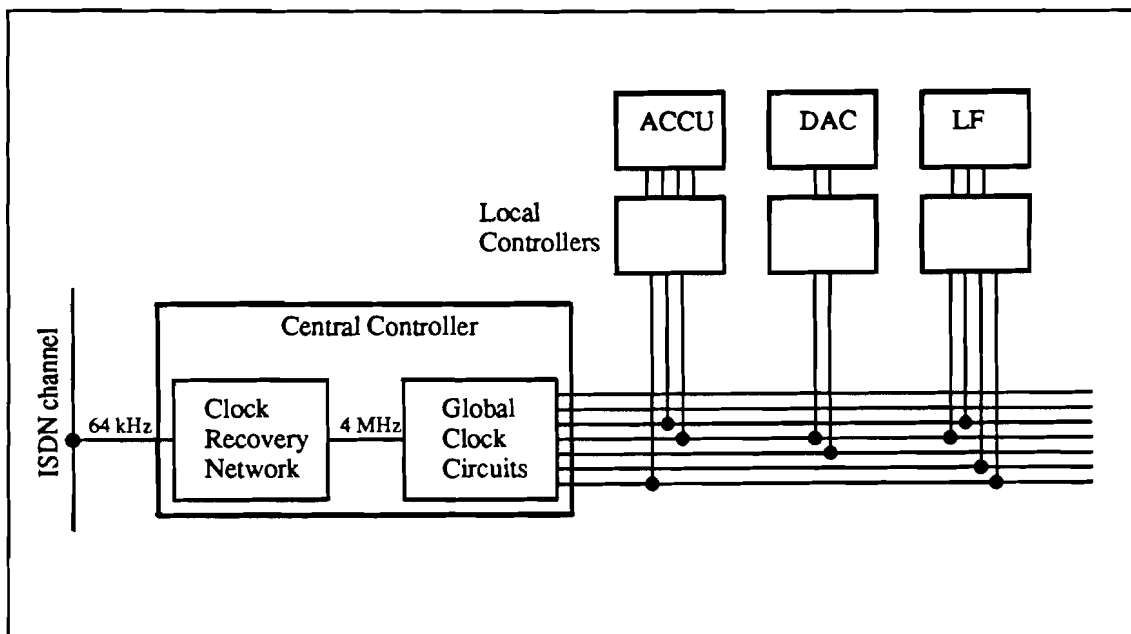 ACCU
DAC
LF
Local
Controllers
Central Controller
ISDN channel
64 kHz
Clock
Recovery
Network
4 MHz
Global
Clock
Circuits